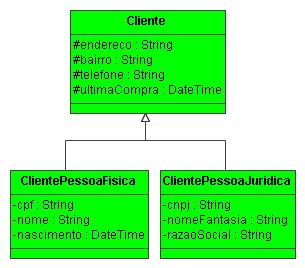 Cliente
#endereco : String
#bairro : String
#telefone : String
#ultimaCompra : DateTime
ClientePessoaFisica
-cpf : String
-nome : String
-nascimento : DateTime
ClientePessoaJuridica
-cnpj : String
-nomeFantasia : String
-razaoSocial : String